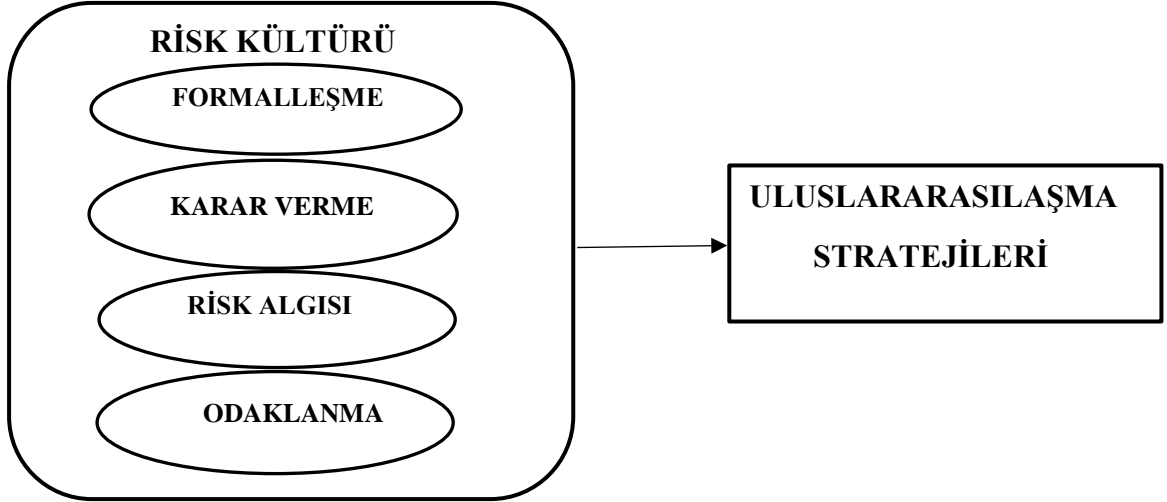 RİSK KÜLTÜRÜ
FORMALLEŞME
KARAR VERME
RİSK ALGISI
ODAKLANMA
ULUSLARARASILAŞMA
STRATEJİLERİ